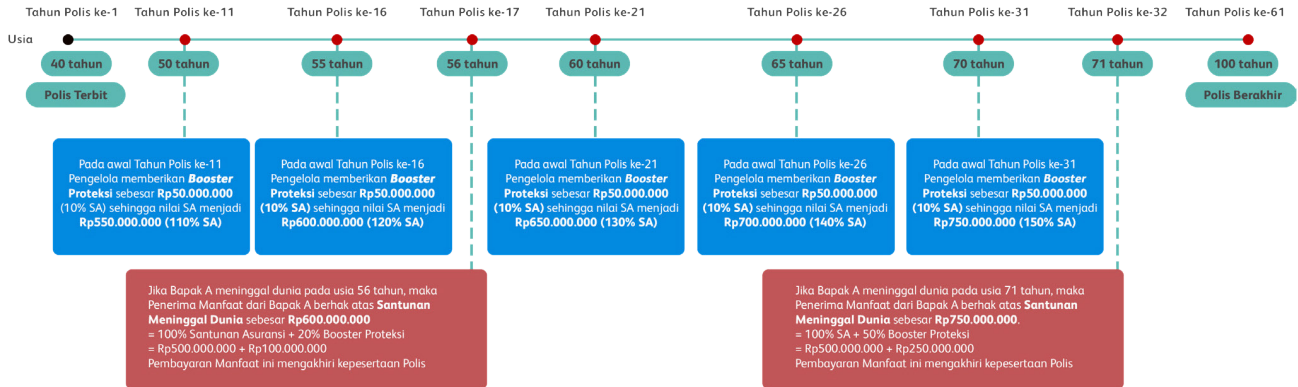 Tahun Polis ke-1
Tahun Polis ke-11
Tahun Polis ke-16
Tahun Polis ke-17
Tahun Polis ke-21
Tahun Polis ke-26
Tahun Polis ke-31
Tahun Polis ke-32
Tahun Polis ke-61
Usia
40 tahun
50 tahun
55 tahun
56 tahun
60 tahun
65 tahun
70 tahun
71 tahun
100 tahun
Polis Terbit
Polis Berakhir
Pada awal Tahun Polis ke-11
Pengelola memberikan Booster
Proteksi sebesar Rp50.000.000
(10% SA) sehingga nilai SA menjadi
Rp550.000.000 (110% SA)
Pada awal Tahun Polis ke-16
Pengelola memberikan Booster
Proteksi sebesar Rp50.000.000
(10% SA) sehingga nilai SA menjadi
Rp600.000.000 (120% SA)
Pada awal Tahun Polis ke-21
Pengelola memberikan Booster
Proteksi sebesar Rp50.000.000
(10% SA) sehingga nilai SA menjadi
Rp650.000.000 (130% SA)
Pada awal Tahun Polis ke-26
Pengelola memberikan Booster
Proteksi sebesar Rp50.000.000
(10% SA) sehingga nilai SA menjadi
Rp700.000.000 (140% SA)
Pada awal Tahun Polis ke-31
Pengelola memberikan Booster
Proteksi sebesar Rp50.000.000
(10% SA) sehingga nilai SA menjadi
Rp750.000.000 (150% SA)
Jika Bapak A meninggal dunia pada usia 56 tahun, maka
Penerima Manfaat dari Bapak A berhak atas Santunan
Meninggal Dunia sebesar Rp600.000.000
= 100% Santunan Asuransi + 20% Booster Proteksi
= Rp500.000.000 + Rp100.000.000
Pembayaran Manfaat ini mengakhiri kepesertaan Polis
Jika Bapak A meninggal dunia pada usia 71 tahun, maka
Penerima Manfaat dari Bapak A berhak atas Santunan
Meninggal Dunia sebesar Rp750.000.000.
= 100% SA + 50% Booster Proteksi
= Rp500.000.000 + Rp250.000.000
Pembayaran Manfaat ini mengakhiri kepesertaan Polis